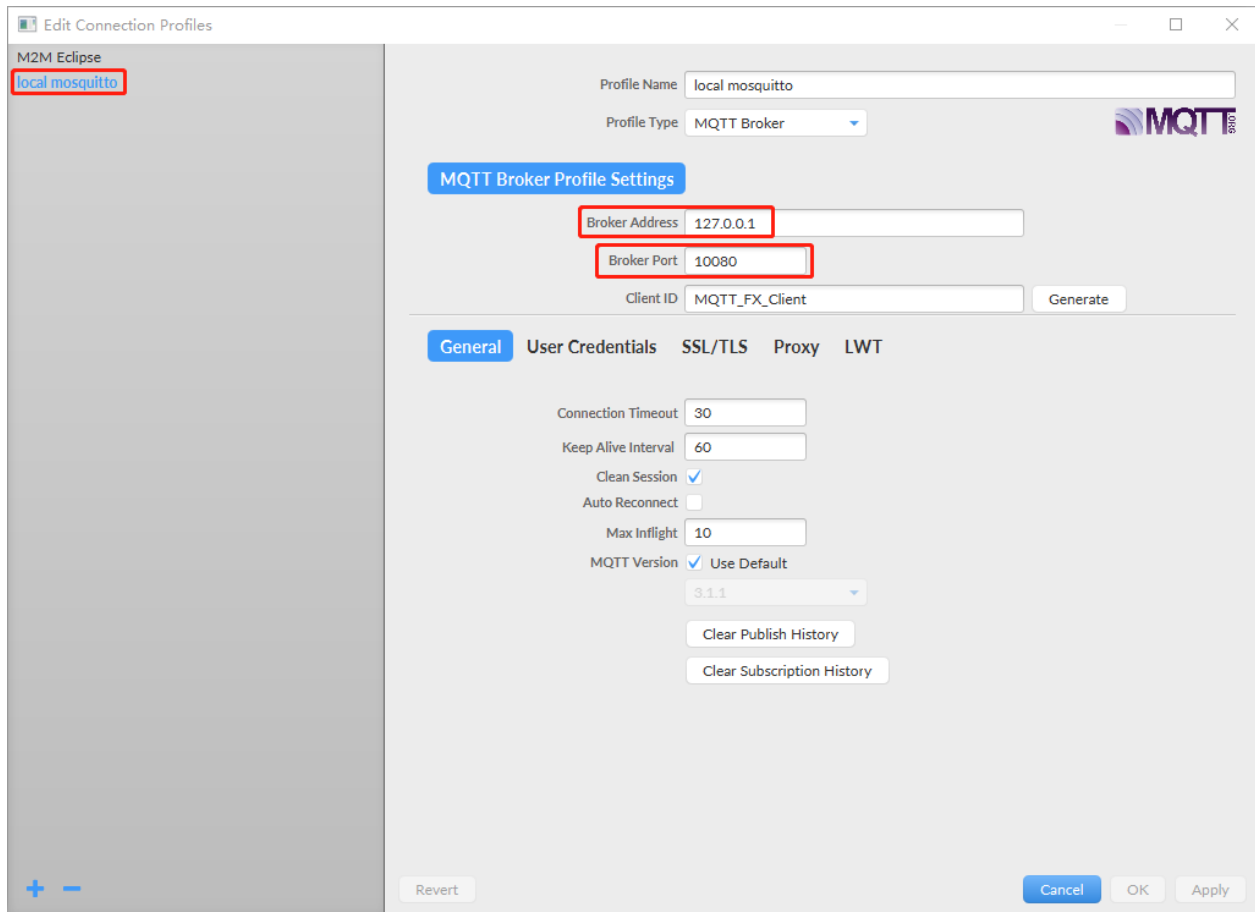 Edit Connection Profiles
M2M Eclipse
local mosquitto
Profile Name local mosquitto
Profile Type MQTT Broker
MQTT.ORG
MQTT Broker Profile Settings
Broker Address 127.0.0.1
Broker Port 10080
Client ID MQTT_FX_Client Generate
General User Credentials SSL/TLS Proxy LWT
Connection Timeout 30
Keep Alive Interval 60
Clean Session
Auto Reconnect
Max Inflight 10
MQTT Version Use Default
3.1.1
Clear Publish History
Clear Subscription History
Revert Cancel OK Apply